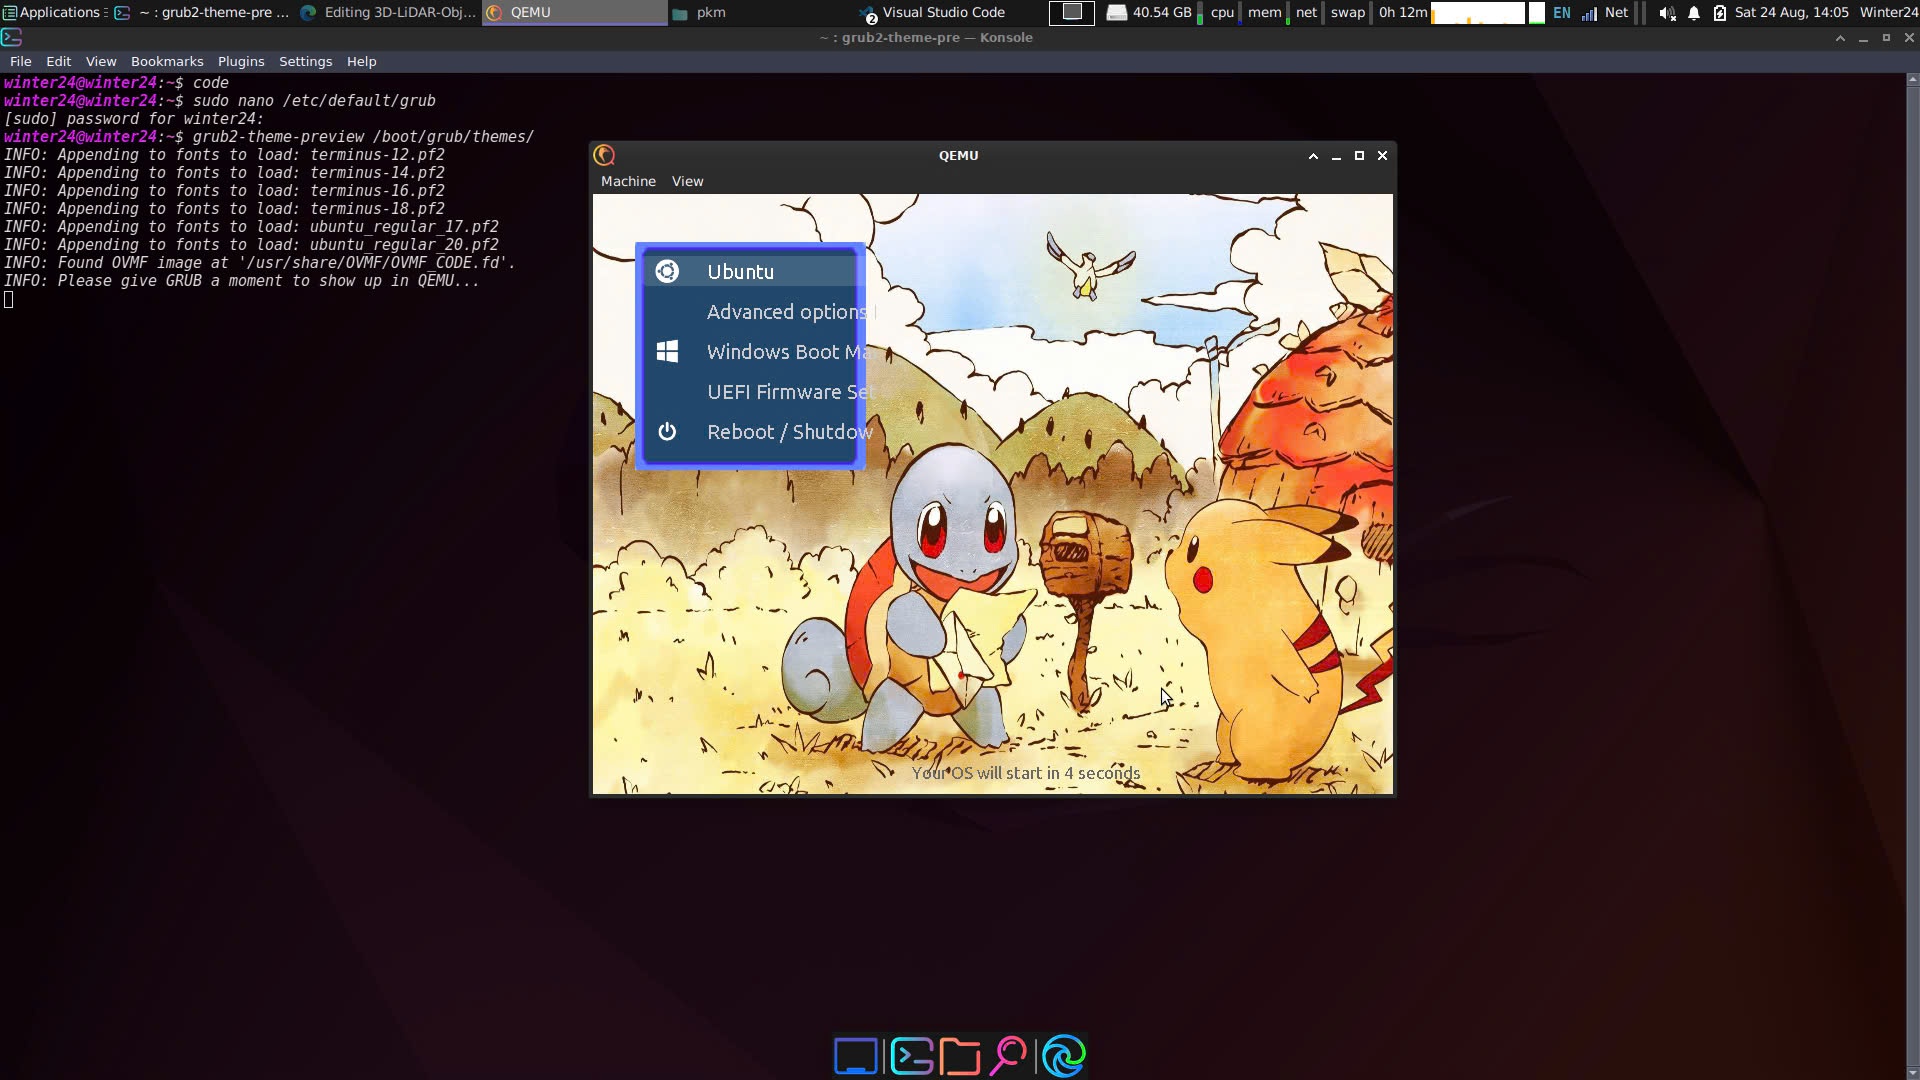 Applications
~ : grub2-theme-pre ...
Editing 3D-LiDAR-Obj...
QEMU
pkm
2
Visual Studio Code
40.54 GB
cpu
mem
net
swap
0h 12m
EN
Net
Sat 24 Aug, 14:05
Winter24
~ : grub2-theme-pre — Konsole
File Edit View Bookmarks Plugins Settings Help
winter24@winter24:~$ code
winter24@winter24:~$ sudo nano /etc/default/grub
[sudo] password for winter24:
winter24@winter24:~$ grub2-theme-preview /boot/grub/themes/
INFO: Appending to fonts to load: terminus-12.pf2
INFO: Appending to fonts to load: terminus-14.pf2
INFO: Appending to fonts to load: terminus-16.pf2
INFO: Appending to fonts to load: terminus-18.pf2
INFO: Appending to fonts to load: ubuntu_regular_17.pf2
INFO: Appending to fonts to load: ubuntu_regular_20.pf2
INFO: Found OVMF image at '/usr/share/OVMF/OVMF_CODE.fd'.
INFO: Please give GRUB a moment to show up in QEMU...
QEMU
Machine View
Ubuntu
Advanced options
Windows Boot Ma
UEFI Firmware Set
Reboot / Shutdow
Your OS will start in 4 seconds